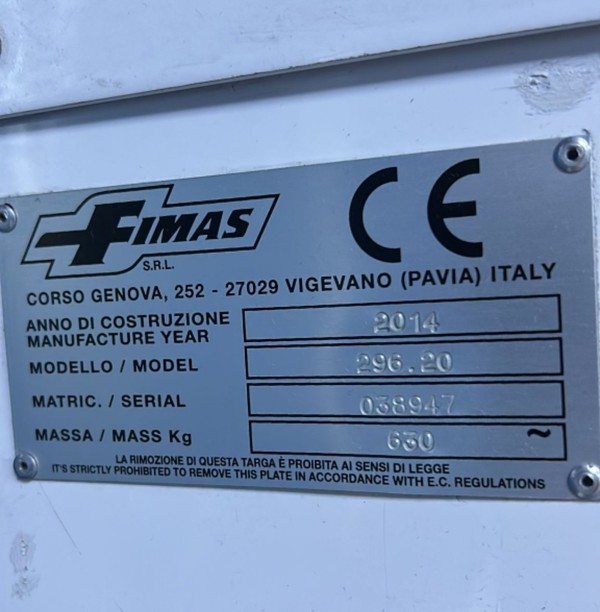 FIMAS
S.R.L.
CE
CORSO GENOVA, 252 - 27029 VIGEVANO (PAVIA) ITALY
ANNO DI COSTRUZIONE
MANUFACTURE YEAR 2014
MODELLO / MODEL 296.20
MATRIC. / SERIAL 038947
MASSA / MASS Kg 630 ~
LA RIMOZIONE DI QUESTA TARGA È PROIBITA AI SENSI DI LEGGE
IT'S STRICTLY PROHIBITED TO REMOVE THIS PLATE IN ACCORDANCE WITH E.C. REGULATIONS